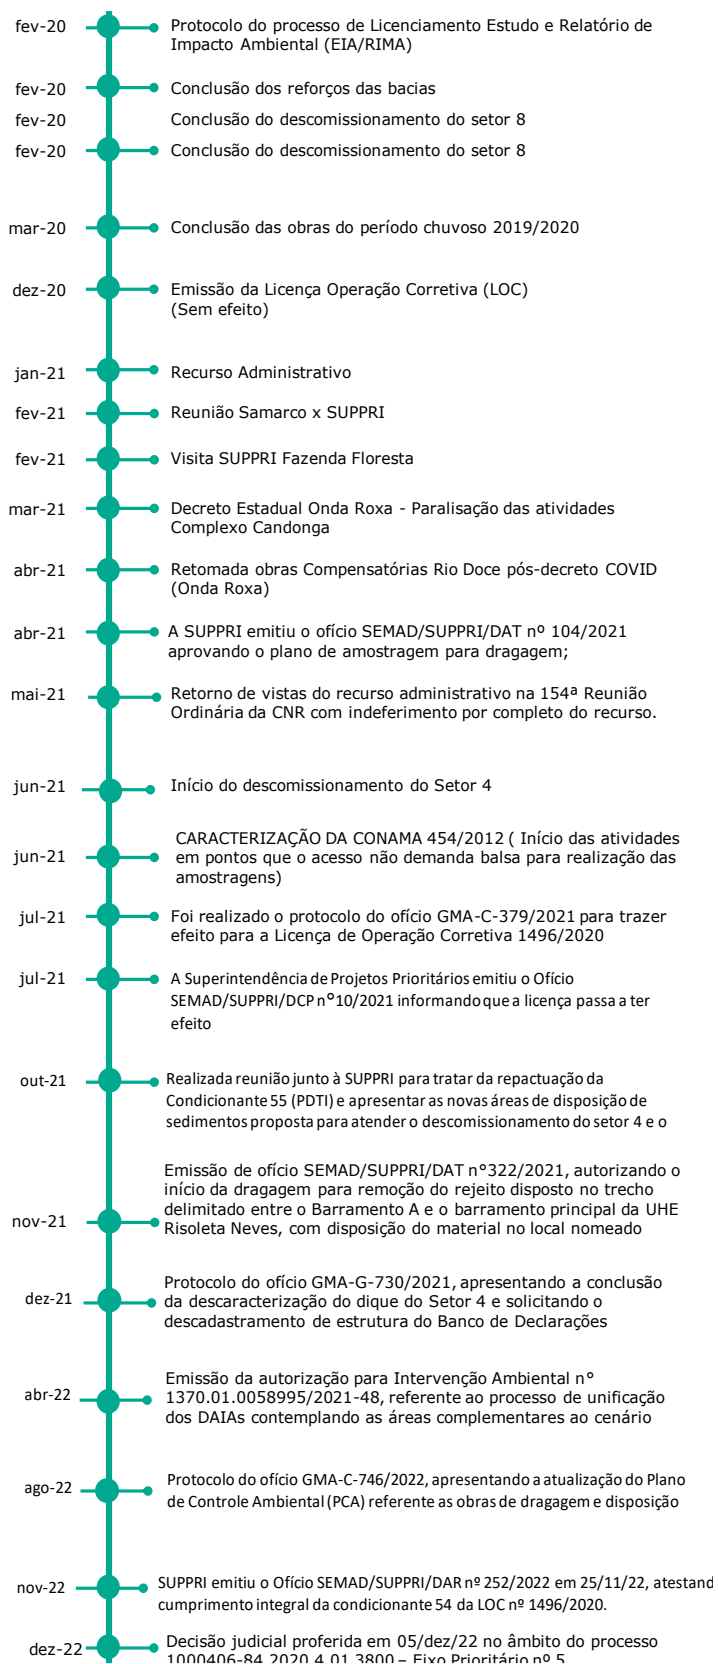 fev-20 Protocolo do processo de Licenciamento Estudo e Relatório de
Impacto Ambiental (EIA/RIMA)
fev-20 Conclusão dos reforços das bacias
fev-20 Conclusão do descomissionamento do setor 8
fev-20 Conclusão do descomissionamento do setor 8
mar-20 Conclusão das obras do período chuvoso 2019/2020
dez-20 Emissão da Licença Operação Corretiva (LOC)
(Sem efeito)
jan-21 Recurso Administrativo
fev-21 Reunião Samarco x SUPPRI
fev-21 Visita SUPPRI Fazenda Floresta
mar-21 Decreto Estadual Onda Roxa - Paralisação das atividades
Complexo Candonga
abr-21 Retomada obras Compensatórias Rio Doce pós-decreto COVID
(Onda Roxa)
abr-21 A SUPPRI emitiu o ofício SEMAD/SUPPRI/DAT nº 104/2021
aprovando o plano de amostragem para dragagem;
mai-21 Retorno de vistas do recurso administrativo na 154ª Reunião
Ordinária da CNR com indeferimento por completo do recurso.
jun-21 Início do descomissionamento do Setor 4
CARACTERIZAÇÃO DA CONAMA 454/2012 ( Início das atividades
jun-21 em pontos que o acesso não demanda balsa para realização das
amostragens)
jul-21 Foi realizado o protocolo do ofício GMA-C-379/2021 para trazer
efeito para a Licença de Operação Corretiva 1496/2020
jul-21 A Superintendência de Projetos Prioritários emitiu o Ofício
SEMAD/SUPPRI/DCP n°10/2021 informando que a licença passa a ter
efeito
out-21 Realizada reunião junto à SUPPRI para tratar da repactuação da
Condicionante 55 (PDTI) e apresentar as novas áreas de disposição de
sedimentos proposta para atender o descomissionamento do setor 4 e o
Emissão de ofício SEMAD/SUPPRI/DAT n°322/2021, autorizando o
início da dragagem para remoção do rejeito disposto no trecho
delimitado entre o Barramento A e o barramento principal da UHE
nov-21 Risoleta Neves, com disposição do material no local nomeado
Protocolo do ofício GMA-G-730/2021, apresentando a conclusão
dez-21 da descaracterização do dique do Setor 4 e solicitando o
descadastramento de estrutura do Banco de Declarações
Emissão da autorização para Intervenção Ambiental n°
abr-22 1370.01.0058995/2021-48, referente ao processo de unificação
dos DAIAs contemplando as áreas complementares ao cenário
ago-22 Protocolo do ofício GMA-C-746/2022, apresentando a atualização do Plano
de Controle Ambiental (PCA) referente as obras de dragagem e disposição
nov-22 SUPPRI emitiu o Ofício SEMAD/SUPPRI/DAR nº 252/2022 em 25/11/22, atestand
cumprimento integral da condicionante 54 da LOC nº 1496/2020.
dez-22 Decisão judicial proferida em 05/dez/22 no âmbito do processo
1000406-84.2020.4.01.3800 – Eixo Prioritário nº 5